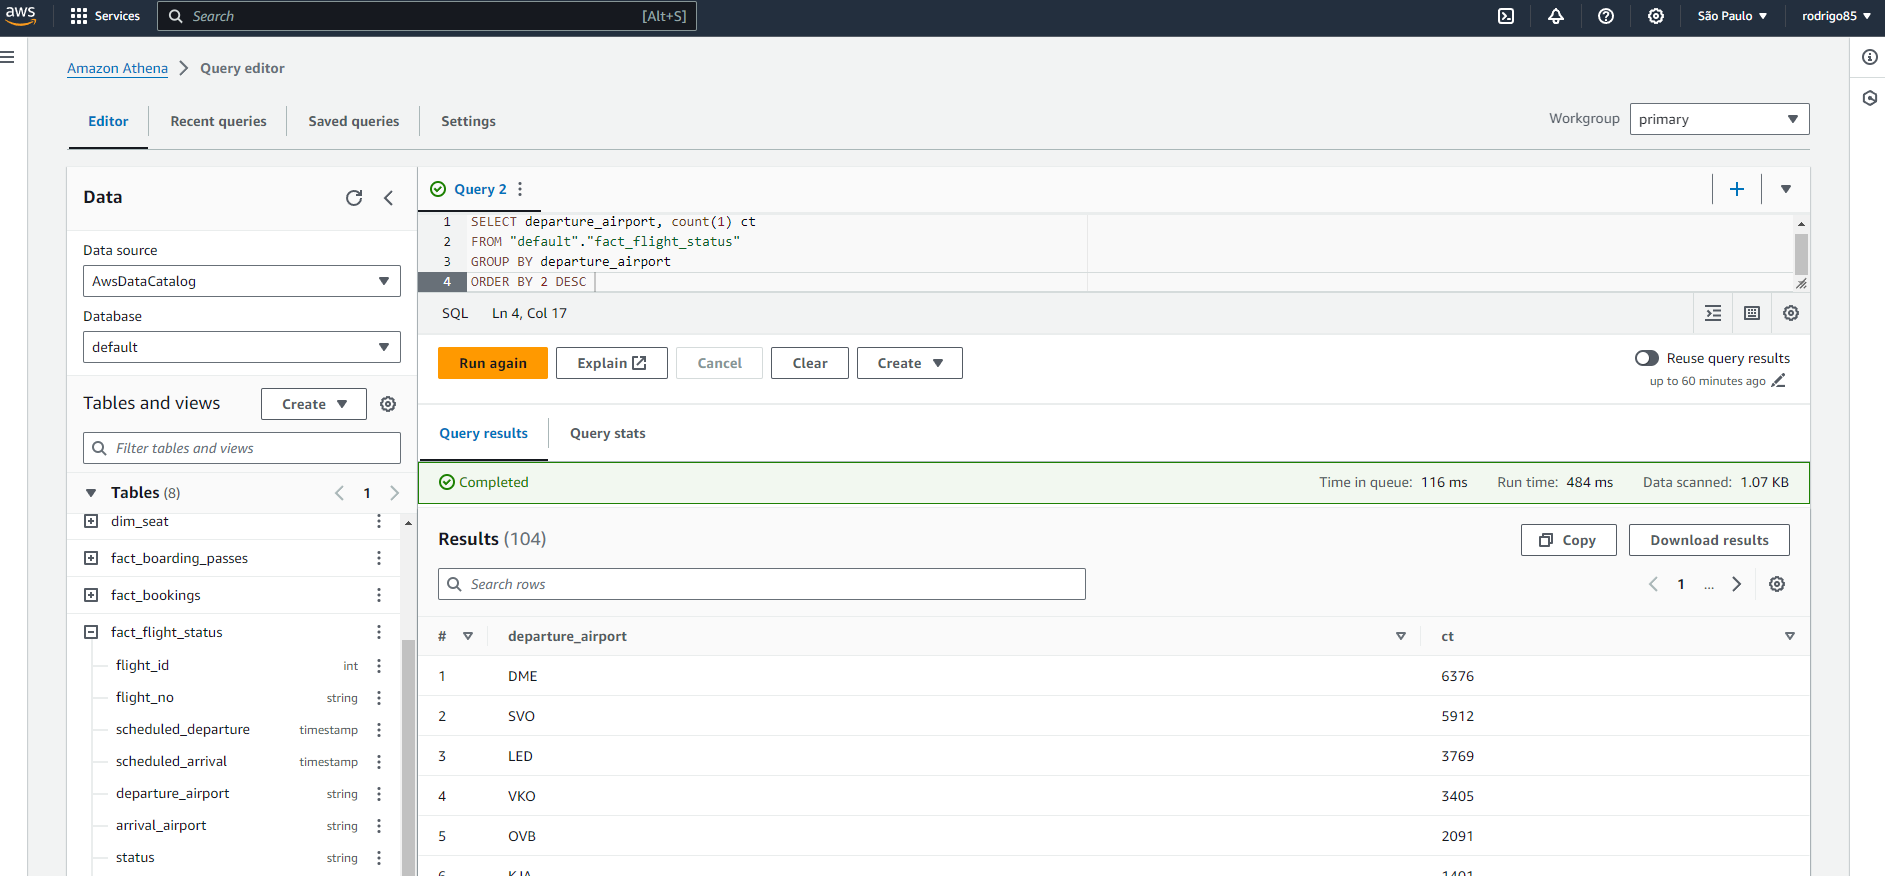 aws
Services
Search
[Alt+S]
São Paulo
rodrigo85
Amazon Athena
Query editor
Editor
Recent queries
Saved queries
Settings
Workgroup
primary
Data
Data source
AwsDataCatalog
Database
default
Tables and views
Create
Filter tables and views
Tables (8)
1
dim_seat
fact_boarding_passes
fact_bookings
fact_flight_status
flight_id int
flight_no string
scheduled_departure timestamp
scheduled_arrival timestamp
departure_airport string
arrival_airport string
status string
Query 2
1 SELECT departure_airport, count(1) ct
2 FROM "default"."fact_flight_status"
3 GROUP BY departure_airport
4 ORDER BY 2 DESC
SQL Ln 4, Col 17
Run again
Explain
Cancel
Clear
Create
Reuse query results
up to 60 minutes ago
Query results
Query stats
Completed
Time in queue: 116 ms
Run time: 484 ms
Data scanned: 1.07 KB
Results (104)
Copy
Download results
Search rows
1 ...
# departure_airport ct
1 DME 6376
2 SVO 5912
3 LED 3769
4 VKO 3405
5 OVB 2091
6 KJA 1401